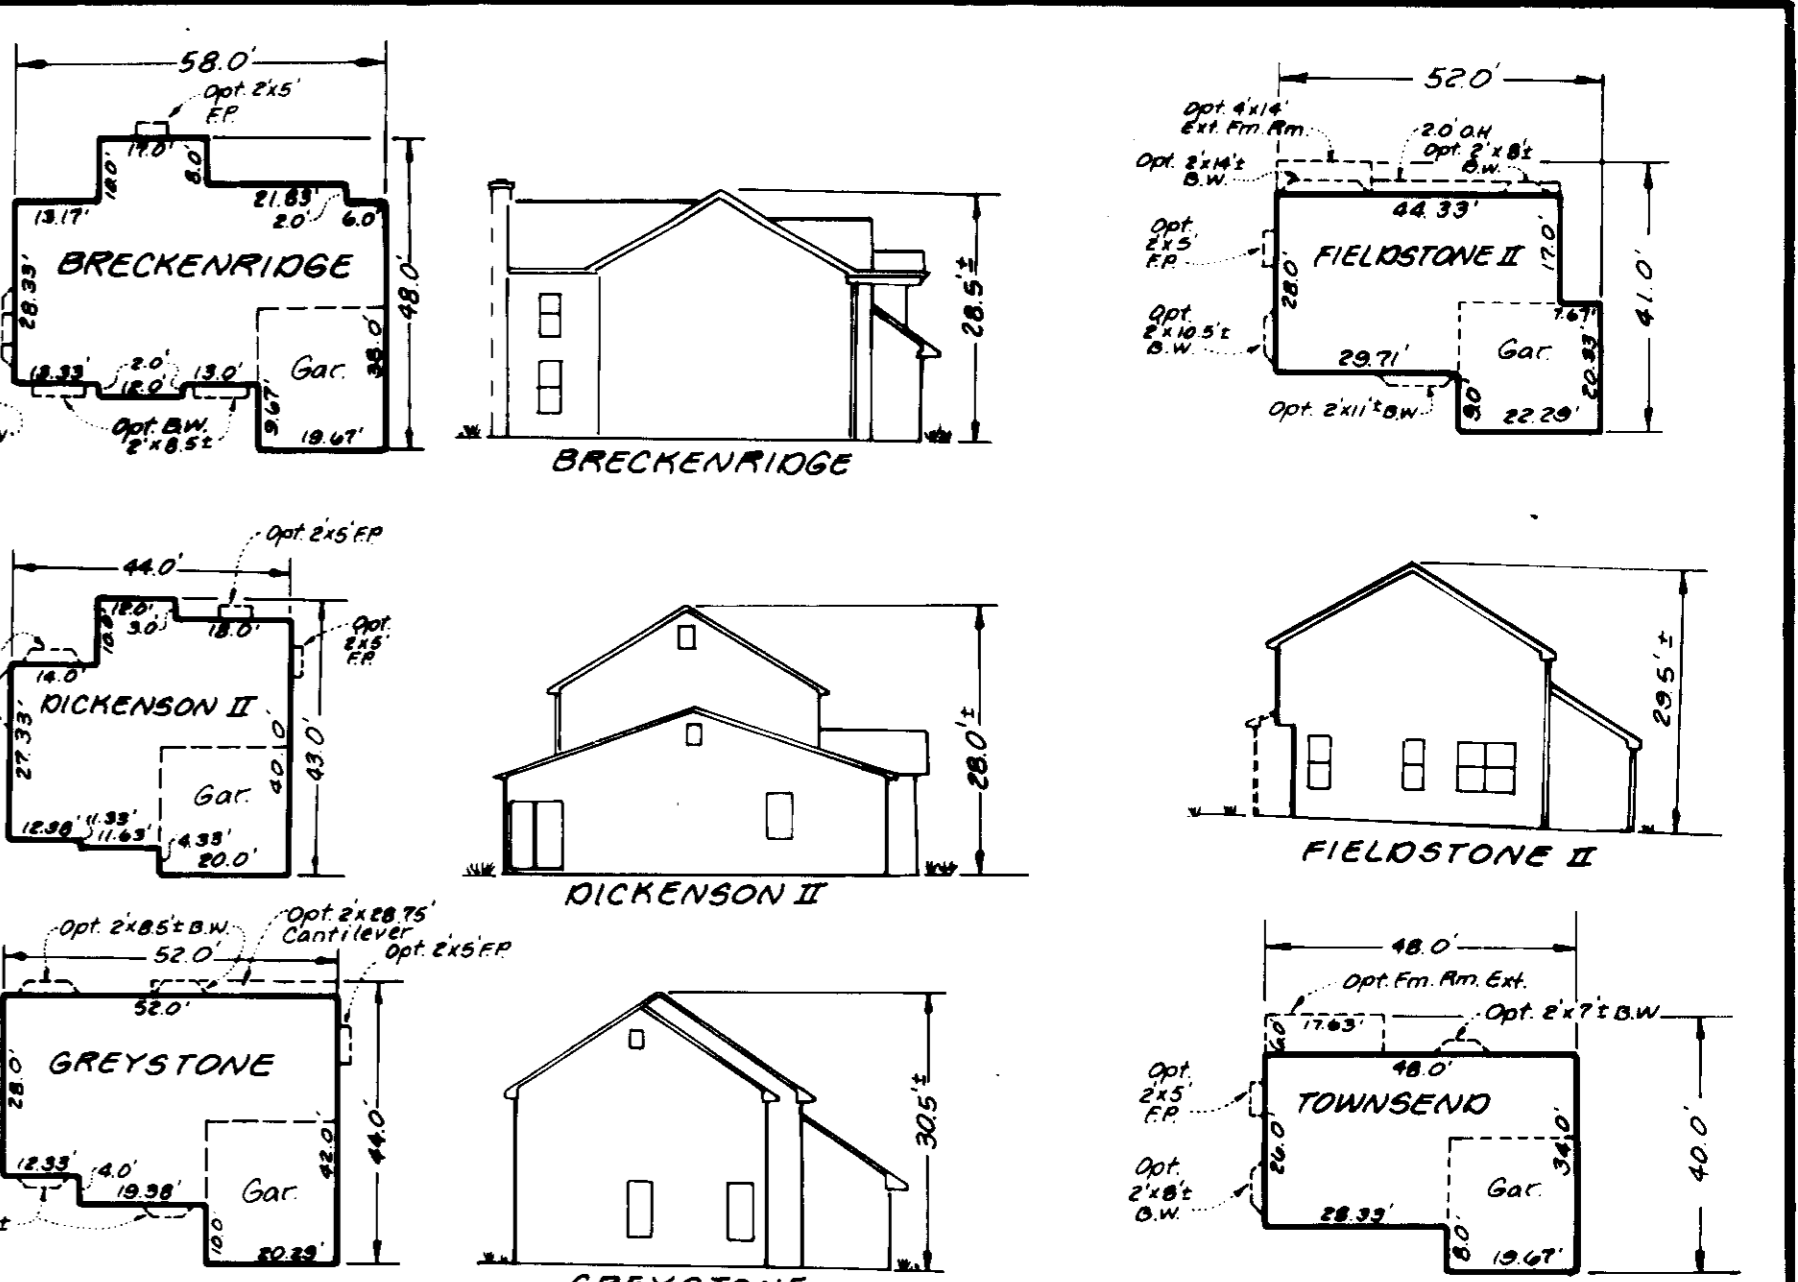 58.0'
Opt. 2'x5'
F.P.
17.0'
10.0'
8.0'
21.83'
2.0'
6.0'
13.17'
BRECKENRIDGE
28.33'
48.0'
38.0'
Gar.
13.33'
2.0'
12.0'
13.0'
9.67'
19.67'
Opt. B.W.
2'x8.5'±
28.5'±
BRECKENRIDGE
52.0'
Opt. 4'x14'
Ext. Fm. Rm.
2.0' O.H.
Opt. 2'x8'±
B.W.
Opt. 2'x14'±
B.W.
44.33'
Opt.
2'x5'
F.P.
FIELDSTONE II
17.0'
28.0'
41.0'
Opt.
2'x10.5'±
B.W.
7.67'
Gar.
20.33'
29.71'
9.0'
22.29'
Opt. 2'x11'± B.W.
Opt. 2'x5' F.P.
44.0'
12.0'
10.0'
3.0'
18.0'
Opt.
2'x5'
F.P.
14.0'
DICKENSON II
27.33'
40.0'
43.0'
Gar.
12.38'
1.33'
11.63'
4.33'
20.0'
28.0'±
DICKENSON II
29.5'±
FIELDSTONE II
Opt. 2'x8.5'± B.W.
Opt. 2'x28.75'
Cantilever
52.0'
Opt. 2'x5' F.P.
52.0'
GREYSTONE
28.0'
42.0'
44.0'
12.33'
4.0'
19.38'
Gar.
10.0'
20.29'
±
30.5'±
GREYSTONE
48.0'
Opt. Fm. Rm. Ext.
6.0'
17.63'
Opt. 2'x7'± B.W.
48.0'
Opt.
2'x5'
F.P.
TOWNSEND
26.0'
34.0'
40.0'
Opt.
2'x8'±
B.W.
Gar.
28.33'
8.0'
19.67'